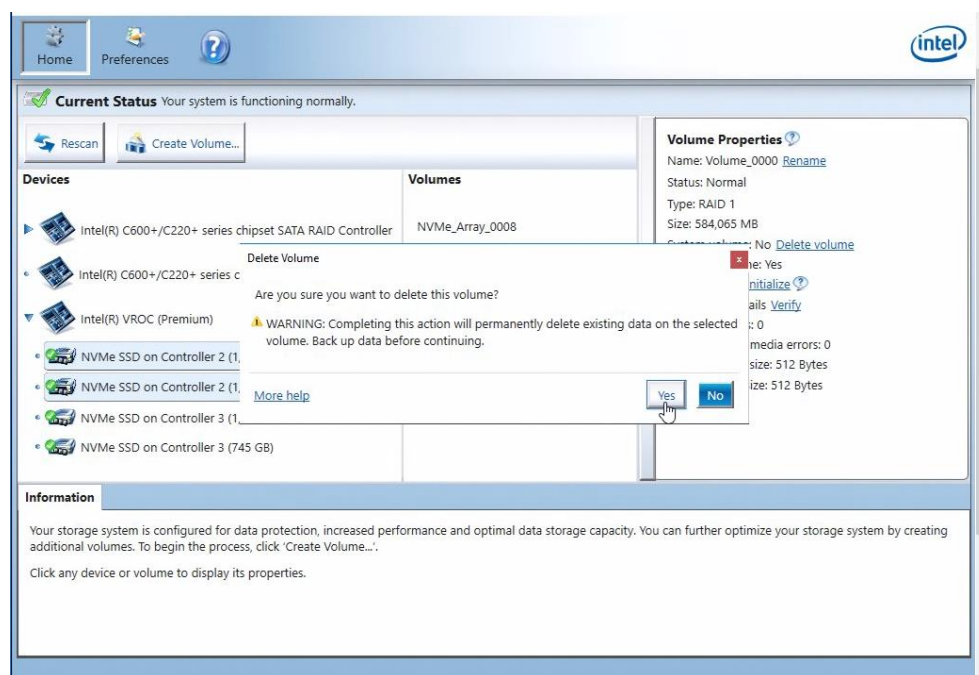 Home
Preferences
intel
Current Status Your system is functioning normally.
Rescan
Create Volume...
Devices
Volumes
Intel(R) C600+/C220+ series chipset SATA RAID Controller
NVMe_Array_0008
Intel(R) C600+/C220+ series c
Intel(R) VROC (Premium)
NVMe SSD on Controller 2 (1,
NVMe SSD on Controller 2 (1,
NVMe SSD on Controller 3 (1,
NVMe SSD on Controller 3 (745 GB)
Volume Properties ?
Name: Volume_0000 Rename
Status: Normal
Type: RAID 1
Size: 584,065 MB
: No Delete volume
ne: Yes
nitialize ?
ails Verify
: 0
media errors: 0
size: 512 Bytes
ize: 512 Bytes
Delete Volume
x
Are you sure you want to delete this volume?
WARNING: Completing this action will permanently delete existing data on the selected
volume. Back up data before continuing.
More help
Yes
No
Information
Your storage system is configured for data protection, increased performance and optimal data storage capacity. You can further optimize your storage system by creating
additional volumes. To begin the process, click 'Create Volume...'.
Click any device or volume to display its properties.